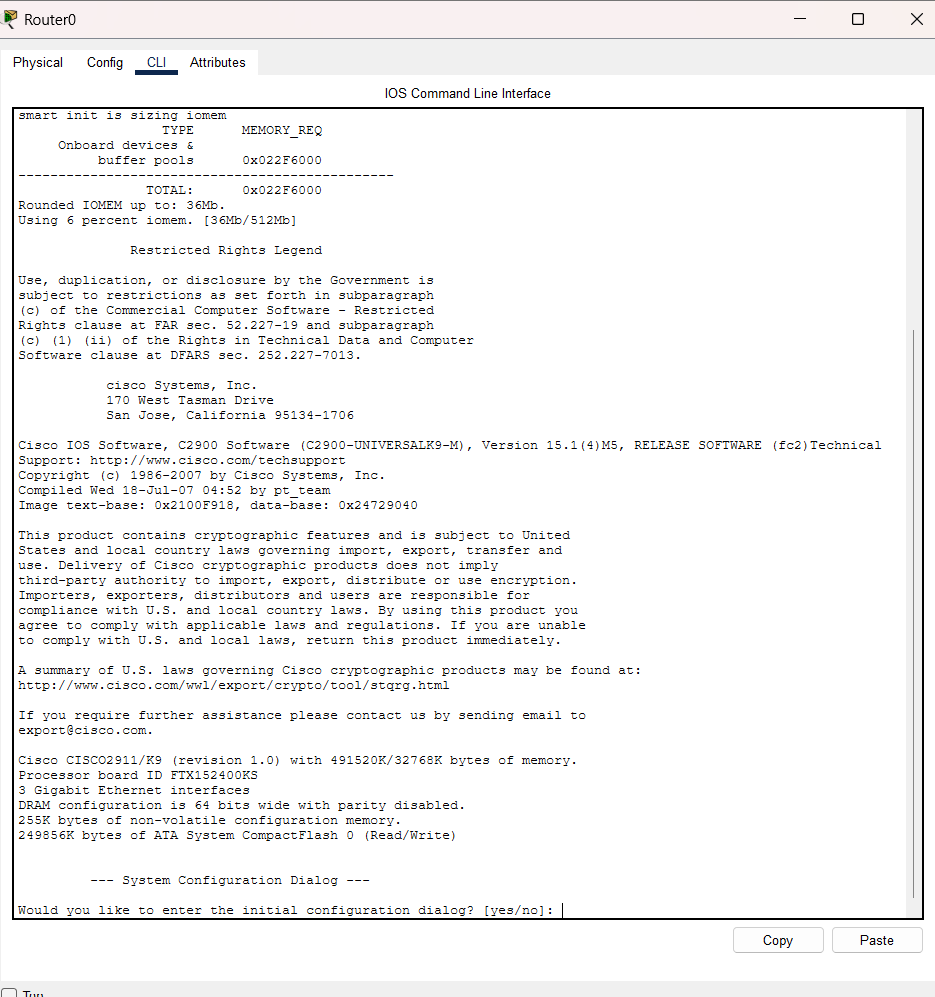 Router0
Physical Config CLI Attributes
IOS Command Line Interface
smart init is sizing iomem
TYPE MEMORY_REQ
Onboard devices &
buffer pools 0x022F6000
-----------------------------------------------
TOTAL: 0x022F6000
Rounded IOMEM up to: 36Mb.
Using 6 percent iomem. [36Mb/512Mb]
Restricted Rights Legend
Use, duplication, or disclosure by the Government is
subject to restrictions as set forth in subparagraph
(c) of the Commercial Computer Software - Restricted
Rights clause at FAR sec. 52.227-19 and subparagraph
(c) (1) (ii) of the Rights in Technical Data and Computer
Software clause at DFARS sec. 252.227-7013.
cisco Systems, Inc.
170 West Tasman Drive
San Jose, California 95134-1706
Cisco IOS Software, C2900 Software (C2900-UNIVERSALK9-M), Version 15.1(4)M5, RELEASE SOFTWARE (fc2)Technical
Support: http://www.cisco.com/techsupport
Copyright (c) 1986-2007 by Cisco Systems, Inc.
Compiled Wed 18-Jul-07 04:52 by pt_team
Image text-base: 0x2100F918, data-base: 0x24729040
This product contains cryptographic features and is subject to United
States and local country laws governing import, export, transfer and
use. Delivery of Cisco cryptographic products does not imply
third-party authority to import, export, distribute or use encryption.
Importers, exporters, distributors and users are responsible for
compliance with U.S. and local country laws. By using this product you
agree to comply with applicable laws and regulations. If you are unable
to comply with U.S. and local laws, return this product immediately.
A summary of U.S. laws governing Cisco cryptographic products may be found at:
http://www.cisco.com/wwl/export/crypto/tool/stqrg.html
If you require further assistance please contact us by sending email to
export@cisco.com.
Cisco CISCO2911/K9 (revision 1.0) with 491520K/32768K bytes of memory.
Processor board ID FTX152400KS
3 Gigabit Ethernet interfaces
DRAM configuration is 64 bits wide with parity disabled.
255K bytes of non-volatile configuration memory.
249856K bytes of ATA System CompactFlash 0 (Read/Write)
--- System Configuration Dialog ---
Would you like to enter the initial configuration dialog? [yes/no]:
Copy Paste